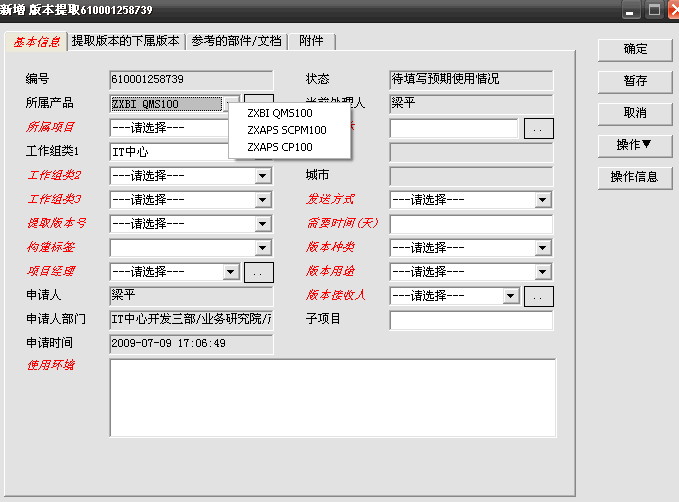 新增 版本提取610001258739
基本信息 提取版本的下属版本 参考的部件/文档 附件
确定
暂存
取消
操作▼
操作信息
编号 610001258739 状态 待填写预期使用情况
所属产品 ZXBI QMS100 当前处理人 梁平
ZXBI QMS100
ZXAPS SCPM100
ZXAPS CP100
所属项目 ---请选择--- ..
工作组类1 IT中心
工作组类2 ---请选择--- 城市
工作组类3 ---请选择--- 发送方式 ---请选择---
提取版本号 ---请选择--- 需要时间(天)
构建标签 版本种类 ---请选择---
项目经理 ---请选择--- .. 版本用途 ---请选择---
申请人 梁平 版本接收人 ---请选择--- ..
申请人部门 IT中心开发三部/业务研究院/ 子项目
申请时间 2009-07-09 17:06:49
使用环境